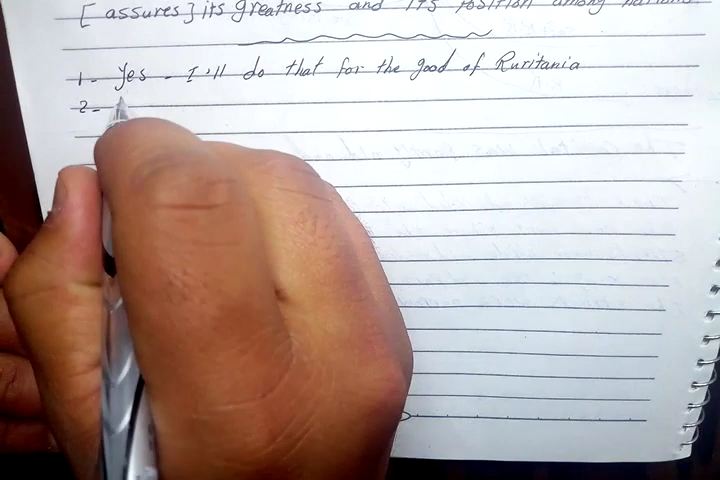 [ assures ] its greatness and its position among nations
1- Yes - I'll do that for the good of Ruritania
2-